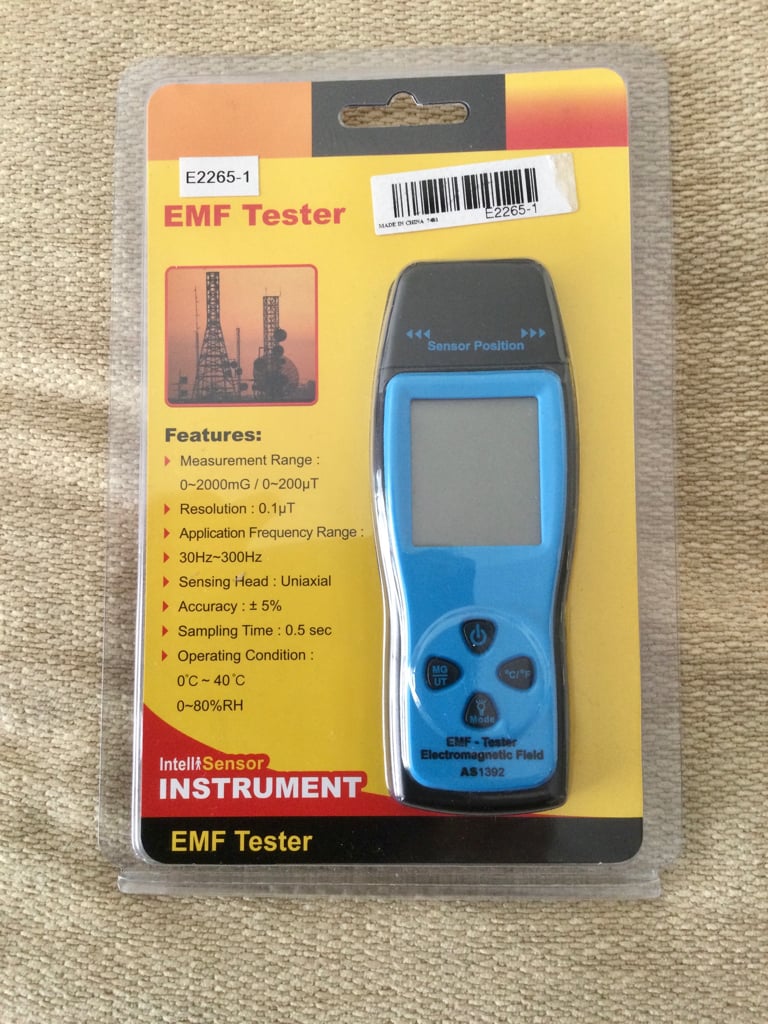 E2265-1
EMF Tester
MADE IN CHINA
E2265-1
Sensor Position
Features:
Measurement Range :
0~2000mG / 0~200µT
Resolution : 0.1µT
Application Frequency Range :
30Hz~300Hz
Sensing Head : Uniaxial
Accuracy : ± 5%
Sampling Time : 0.5 sec
Operating Condition :
0°C ~ 40°C
0~80%RH
MG
UT
°C/°F
Mode
EMF - Tester
Electromagnetic Field
AS1392
IntelliSensor
INSTRUMENT
EMF Tester